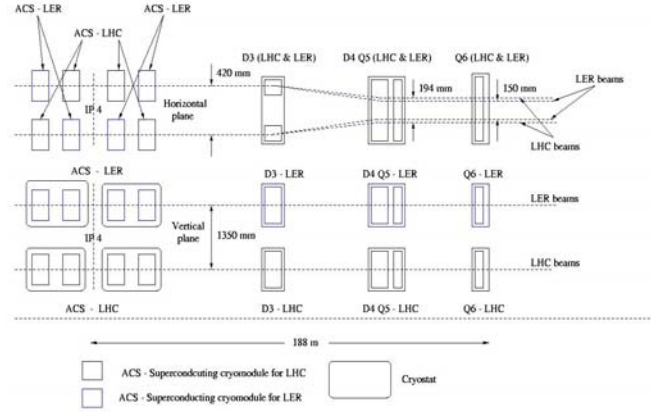 ACS - LER
ACS - LER
ACS - LHC
D3 (LHC & LER)
D4 Q5 (LHC & LER)
Q6 (LHC & LER)
420 mm
194 mm
150 mm
LER beams
IP 4
Horizontal
plane
LHC beams
ACS - LER
D3 - LER
D4 Q5 - LER
Q6 - LER
LER beams
IP 4
Vertical
plane
1350 mm
LHC beams
ACS - LHC
D3 - LHC
D4 Q5 - LHC
Q6 - LHC
188 m
ACS - Supercondcuting cryomodule for LHC
Cryostat
ACS - Superconducting cryomodule for LER